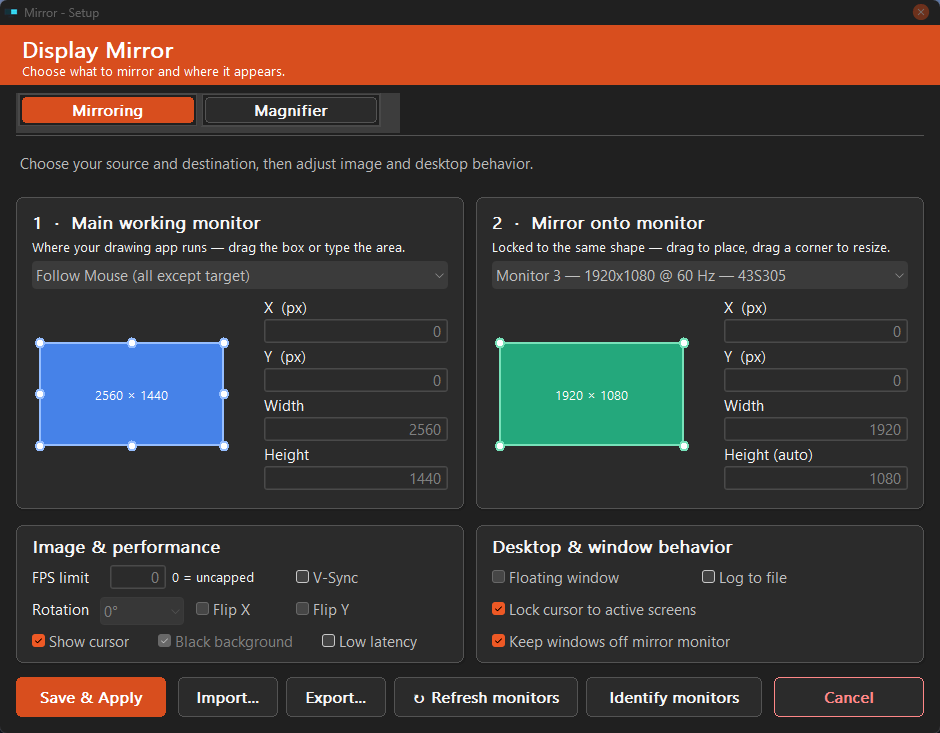 Mirror - Setup
Display Mirror
Choose what to mirror and where it appears.
Mirroring
Magnifier
Choose your source and destination, then adjust image and desktop behavior.
1 · Main working monitor
Where your drawing app runs — drag the box or type the area.
Follow Mouse (all except target)
X (px)
0
Y (px)
0
Width
2560
Height
1440
2560 × 1440
2 · Mirror onto monitor
Locked to the same shape — drag to place, drag a corner to resize.
Monitor 3 — 1920x1080 @ 60 Hz — 43S305
X (px)
0
Y (px)
0
Width
1920
Height (auto)
1080
1920 × 1080
Image & performance
FPS limit 0 0 = uncapped V-Sync
Rotation 0° Flip X Flip Y
Show cursor Black background Low latency
Desktop & window behavior
Floating window Log to file
Lock cursor to active screens
Keep windows off mirror monitor
Save & Apply
Import...
Export...
↻ Refresh monitors
Identify monitors
Cancel